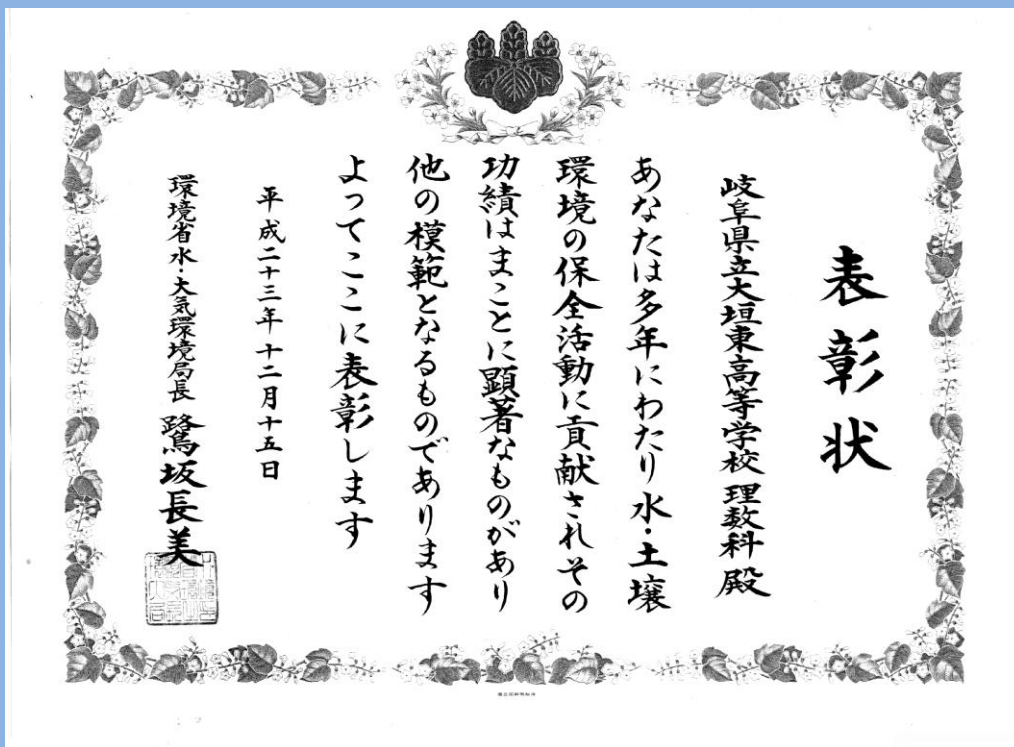 表彰状
岐阜県立大垣東高等学校 理数科 殿
あなたは多年にわたり水・土壌
環境の保全活動に貢献されその
功績はまことに顕著なものがあり
他の模範となるものであります
よってここに表彰します
平成二十三年十二月十五日
環境省水・大気環境局長 鷺坂長美